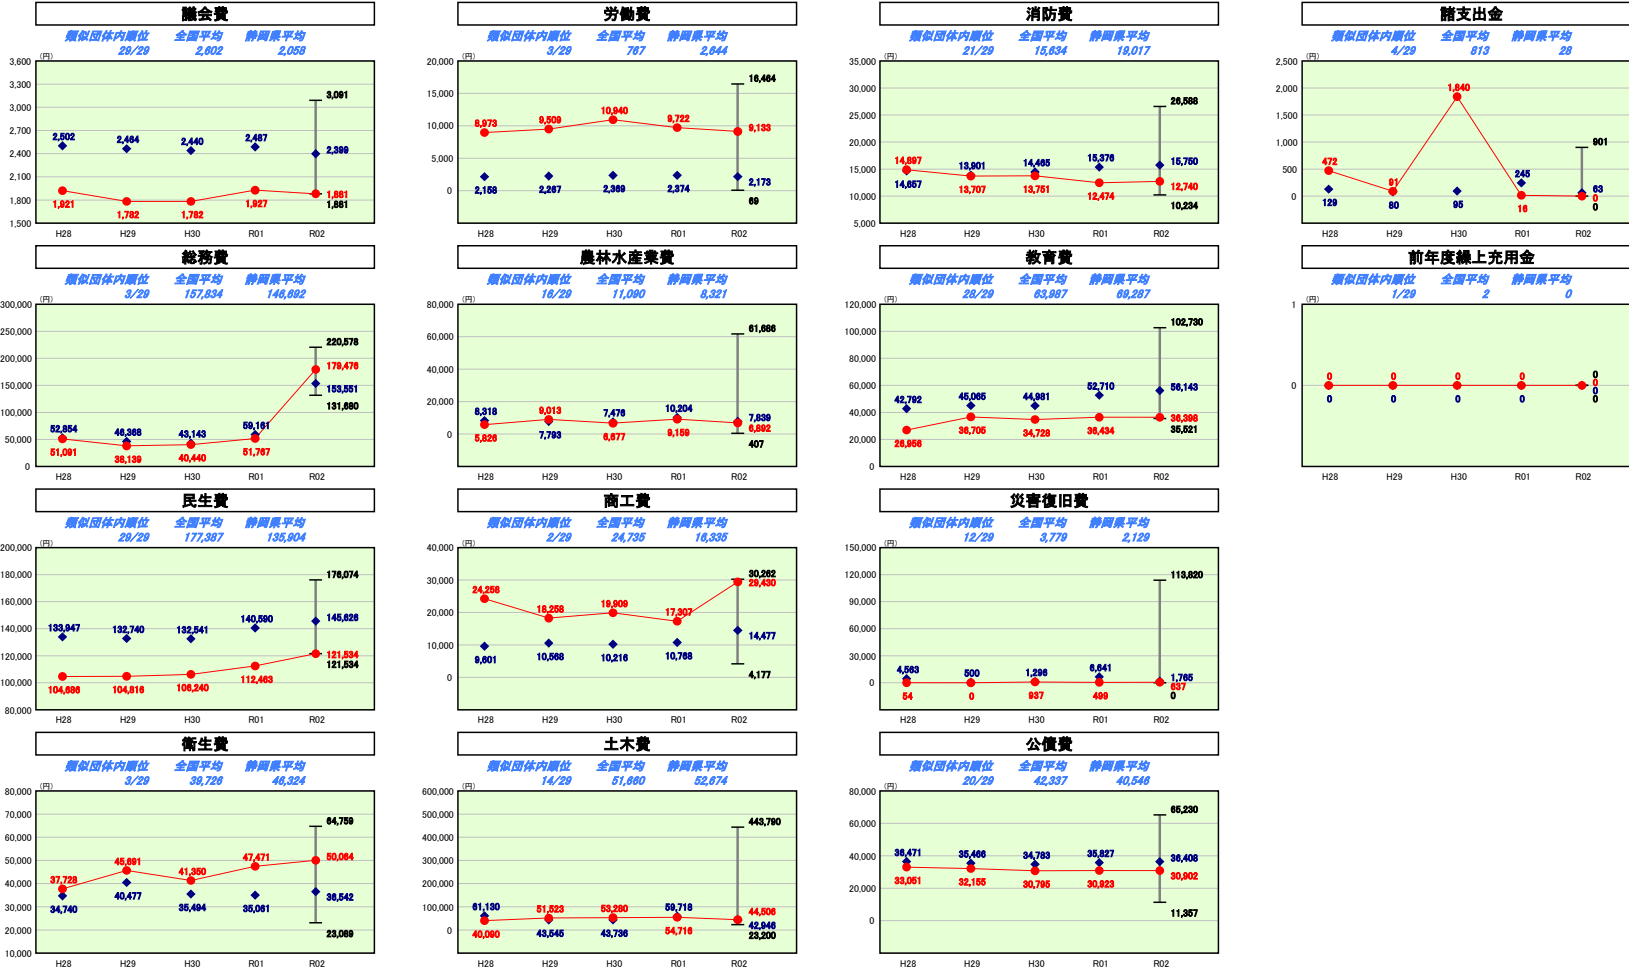 議会費
類似団体内順位 全国平均 静岡県平均
29/29 2,602 2,058
(円)
3,600
3,300
3,000
2,700
2,400
2,100
1,800
1,500
2,502 2,464 2,440 2,487 2,399
1,921 1,782 1,782 1,927 1,881
3,091
1,881
H28 H29 H30 R01 R02
労働費
類似団体内順位 全国平均 静岡県平均
3/29 767 2,644
(円)
20,000
15,000
10,000
5,000
0
8,973 9,509 10,940 9,722 9,133
2,158 2,267 2,369 2,374 2,173
16,464
69
H28 H29 H30 R01 R02
消防費
類似団体内順位 全国平均 静岡県平均
21/29 15,634 19,017
(円)
35,000
30,000
25,000
20,000
15,000
10,000
5,000
14,897 13,707 13,751 12,474 12,740
14,657 13,901 14,465 15,376 15,750
26,588
10,234
H28 H29 H30 R01 R02
諸支出金
類似団体内順位 全国平均 静岡県平均
4/29 813 28
(円)
2,500
2,000
1,500
1,000
500
0
472 91 1,840 16 0
129 80 95 245 63
901
0
H28 H29 H30 R01 R02
総務費
類似団体内順位 全国平均 静岡県平均
3/29 157,834 146,692
(円)
300,000
250,000
200,000
150,000
100,000
50,000
0
52,854 46,368 43,143 59,161 153,551
51,091 38,139 40,440 51,767 179,476
220,578
131,680
H28 H29 H30 R01 R02
農林水産業費
類似団体内順位 全国平均 静岡県平均
16/29 11,090 8,321
(円)
80,000
60,000
40,000
20,000
0
8,318 7,793 7,476 10,204 7,839
5,826 9,013 6,677 9,159 6,892
61,686
407
H28 H29 H30 R01 R02
教育費
類似団体内順位 全国平均 静岡県平均
28/29 63,987 69,287
(円)
120,000
100,000
80,000
60,000
40,000
20,000
0
42,792 45,065 44,981 52,710 56,143
26,956 36,705 34,728 36,434 36,398
102,730
35,521
H28 H29 H30 R01 R02
前年度繰上充用金
類似団体内順位 全国平均 静岡県平均
1/29 2 0
(円)
1
0
0 0 0 0 0
0 0 0 0 0
0
0
H28 H29 H30 R01 R02
民生費
類似団体内順位 全国平均 静岡県平均
29/29 177,387 135,904
(円)
200,000
180,000
160,000
140,000
120,000
100,000
80,000
133,947 132,740 132,541 140,590 145,626
104,686 104,816 106,240 112,463 121,534
176,074
121,534
H28 H29 H30 R01 R02
商工費
類似団体内順位 全国平均 静岡県平均
2/29 24,735 16,335
(円)
40,000
30,000
20,000
10,000
0
24,258 18,258 19,909 17,307 29,430
9,601 10,568 10,216 10,768 14,477
30,262
4,177
H28 H29 H30 R01 R02
災害復旧費
類似団体内順位 全国平均 静岡県平均
12/29 3,779 2,129
(円)
150,000
120,000
90,000
60,000
30,000
0
4,563 500 1,296 6,641 1,765
54 0 937 499 637
113,820
0
H28 H29 H30 R01 R02
衛生費
類似団体内順位 全国平均 静岡県平均
3/29 39,726 46,324
(円)
80,000
70,000
60,000
50,000
40,000
30,000
20,000
10,000
37,728 45,691 41,350 47,471 50,064
34,740 40,477 35,494 35,061 36,542
64,759
23,089
H28 H29 H30 R01 R02
土木費
類似団体内順位 全国平均 静岡県平均
14/29 51,660 52,674
(円)
600,000
500,000
400,000
300,000
200,000
100,000
0
61,130 43,545 43,736 59,718 42,946
40,090 51,523 53,280 54,716 44,506
443,790
23,200
H28 H29 H30 R01 R02
公債費
類似団体内順位 全国平均 静岡県平均
20/29 42,337 40,546
(円)
80,000
60,000
40,000
20,000
0
36,471 35,466 34,783 35,827 36,408
33,051 32,155 30,795 30,923 30,902
65,230
11,357
H28 H29 H30 R01 R02